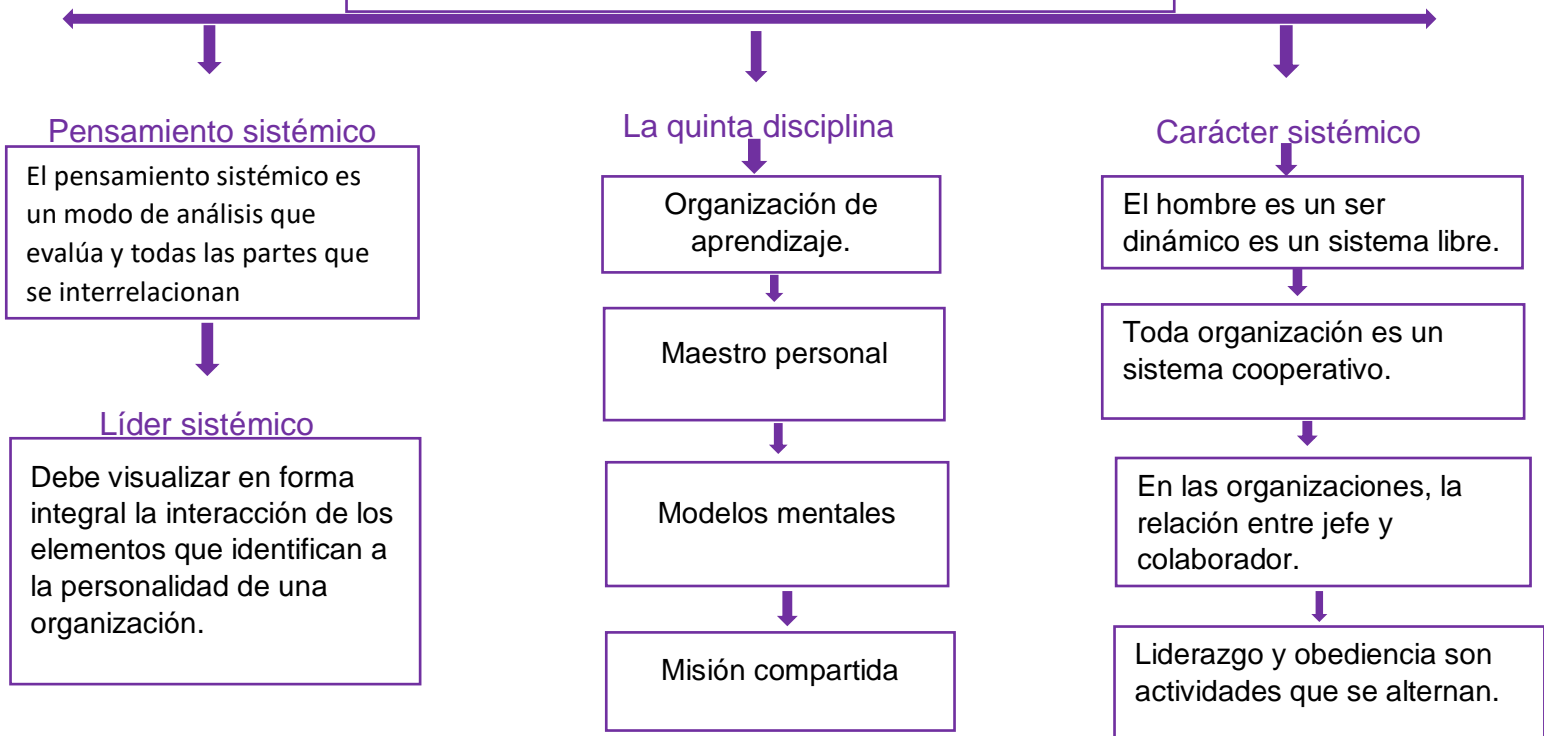 Pensamiento sistémico
El pensamiento sistémico es
un modo de análisis que
evalúa y todas las partes que
se interrelacionan
Líder sistémico
Debe visualizar en forma
integral la interacción de los
elementos que identifican a
la personalidad de una
organización.
La quinta disciplina
Organización de
aprendizaje.
Maestro personal
Modelos mentales
Misión compartida
Carácter sistémico
El hombre es un ser
dinámico es un sistema libre.
Toda organización es un
sistema cooperativo.
En las organizaciones, la
relación entre jefe y
colaborador.
Liderazgo y obediencia son
actividades que se alternan.